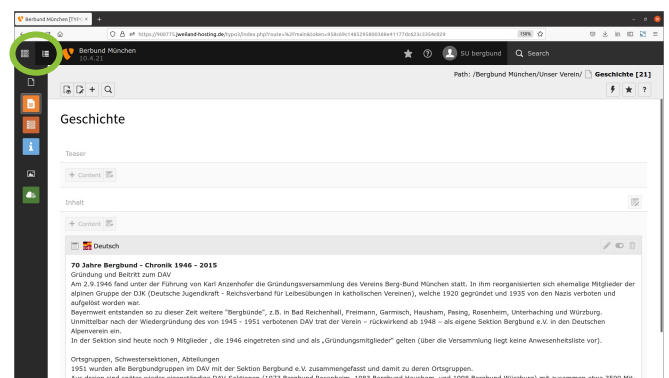 Berbund München [TYPO ×
https://900775.jweiland-hosting.de/typo3/index.php?route=%2Fmain&token=
150%
Berbund München
10.4.21
SU bergbund
Search
Path: /Bergbund München/Unser Verein/ Geschichte [21]
Geschichte
Teaser
+ Content
Inhalt
+ Content
Deutsch
70 Jahre Bergbund - Chronik 1946 - 2015
Gründung und Beitritt zum DAV
Am 2.9.1946 fand unter der Führung von Karl Anzenhofer die Gründungsversammlung des Vereins Berg-Bund München statt. In ihm reorganisierten sich ehemalige Mitglieder der
alpinen Gruppe der DJK (Deutsche Jugendkraft - Reichsverband für Leibesübungen in katholischen Vereinen), welche 1920 gegründet und 1935 von den Nazis verboten und
aufgelöst worden war.
Bayernweit entstanden so zu dieser Zeit weitere "Bergbünde", z.B. in Bad Reichenhall, Freimann, Garmisch, Hausham, Pasing, Rosenheim, Unterhaching und Würzburg.
Unmittelbar nach der Wiedergründung des von 1945 - 1951 verbotenen DAV trat der Verein – rückwirkend ab 1948 – als eigene Sektion Bergbund e.V. in den Deutschen
Alpenverein ein.
In der Sektion sind heute noch 9 Mitglieder , die 1946 eingetreten sind und als „Gründungsmitglieder" gelten (über die Versammlung liegt keine Anwesenheitsliste vor).
Ortsgruppen, Schwestersektionen, Abteilungen
1951 wurden alle Bergbundgruppen im DAV mit der Sektion Bergbund e.V. zusammengefasst und damit zu deren Ortsgruppen.